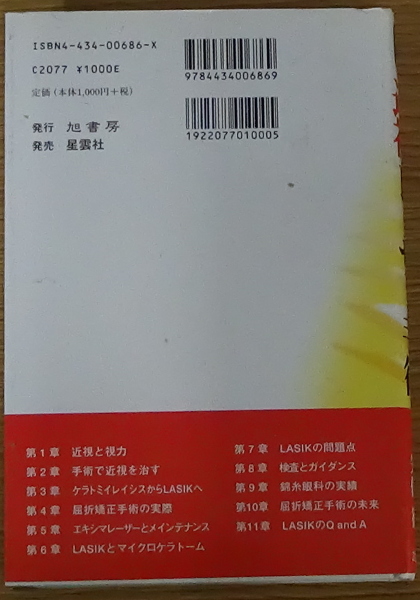 ISBN4-434-00686-X
C2077 ¥1000E
定価(本体1,000円+税)
発行 旭書房
発売 星雲社
9784434006869
1922077010005
第1章 近視と視力
第2章 手術で近視を治す
第3章 ケラトミイレイシスからLASIKへ
第4章 屈折矯正手術の実際
第5章 エキシマレーザーとメインテナンス
第6章 LASIKとマイクロケラトーム
第7章 LASIKの問題点
第8章 検査とガイダンス
第9章 錦糸眼科の実績
第10章 屈折矯正手術の未来
第11章 LASIKのQ and A